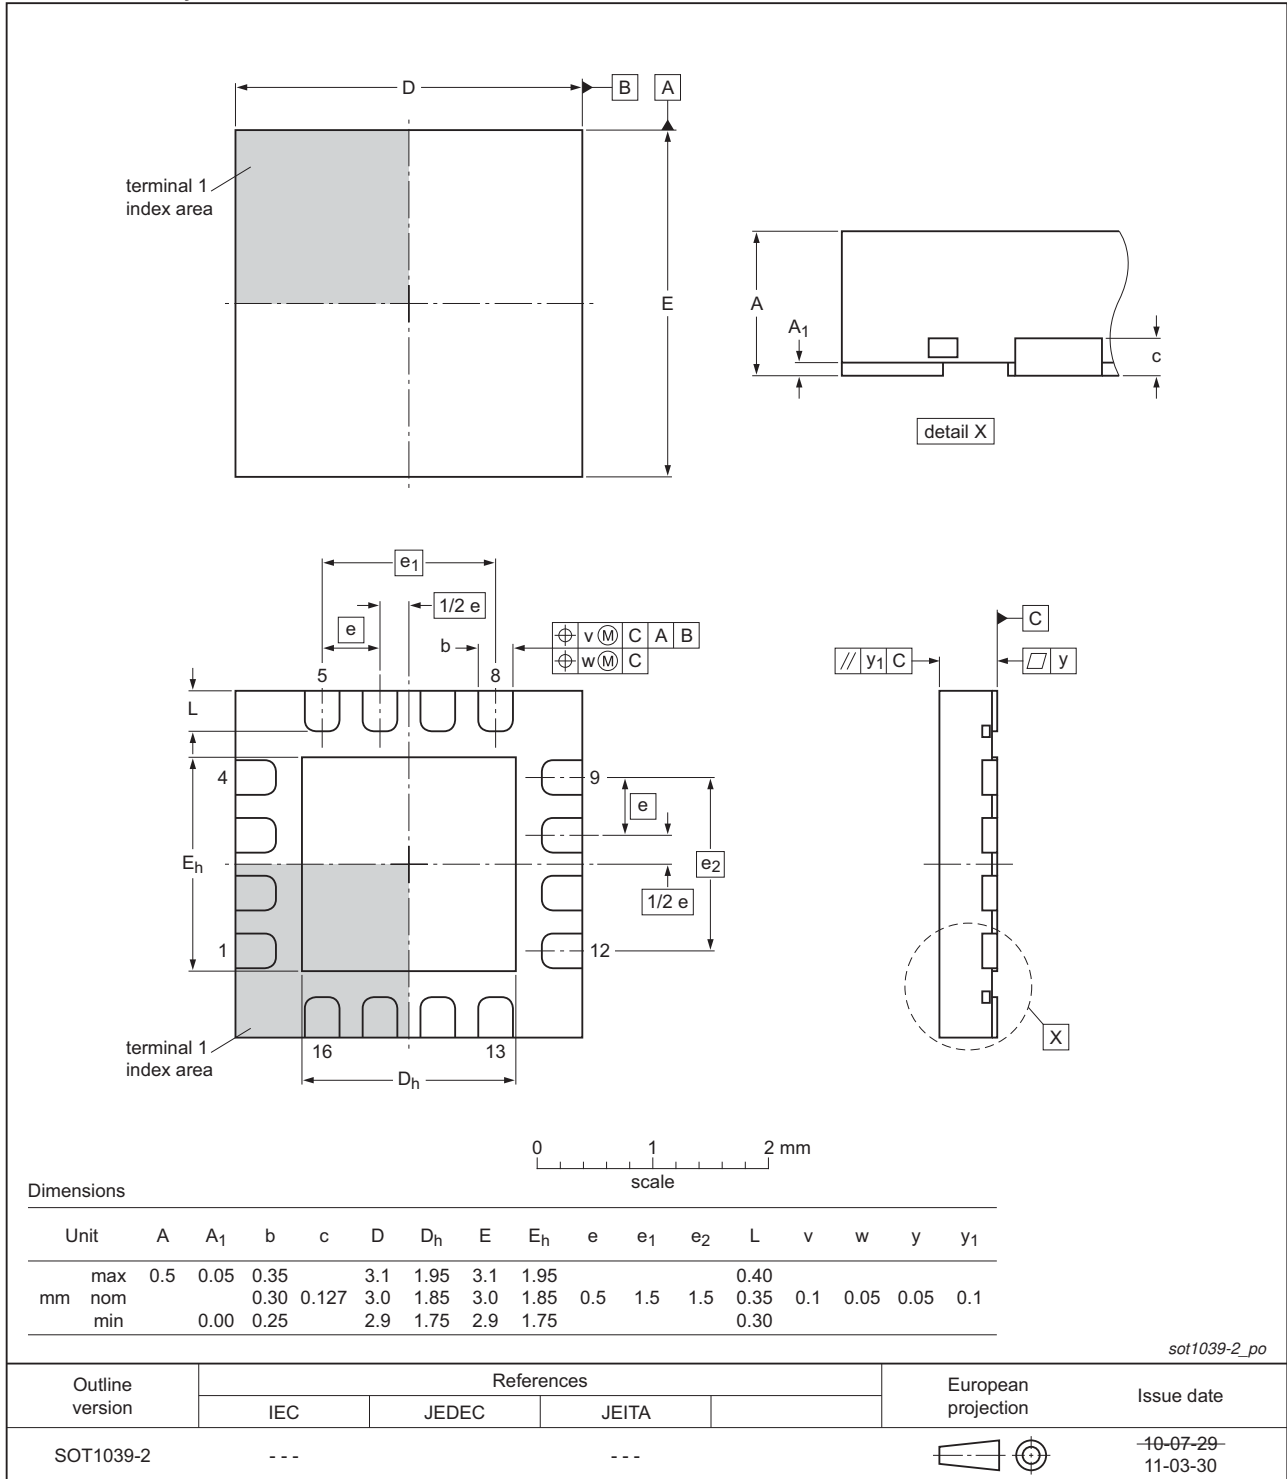 D
B
A
terminal 1
index area
E
A
A1
c
detail X
e1
e
1/2 e
b
v M C A B
w M C
5
8
L
4
9
e
Eh
e2
1/2 e
1
12
terminal 1
index area
16
13
Dh
C
// y1 C
y
X
0 1 2 mm
scale
Dimensions
Unit A A1 b c D Dh E Eh e e1 e2 L v w y y1
max 0.5 0.05 0.35 3.1 1.95 3.1 1.95 0.40
mm nom 0.30 0.127 3.0 1.85 3.0 1.85 0.5 1.5 1.5 0.35 0.1 0.05 0.05 0.1
min 0.00 0.25 2.9 1.75 2.9 1.75 0.30
sot1039-2_po
Outline version
References
IEC JEDEC JEITA
European projection
Issue date
SOT1039-2 - - - - - -
10-07-29
11-03-30